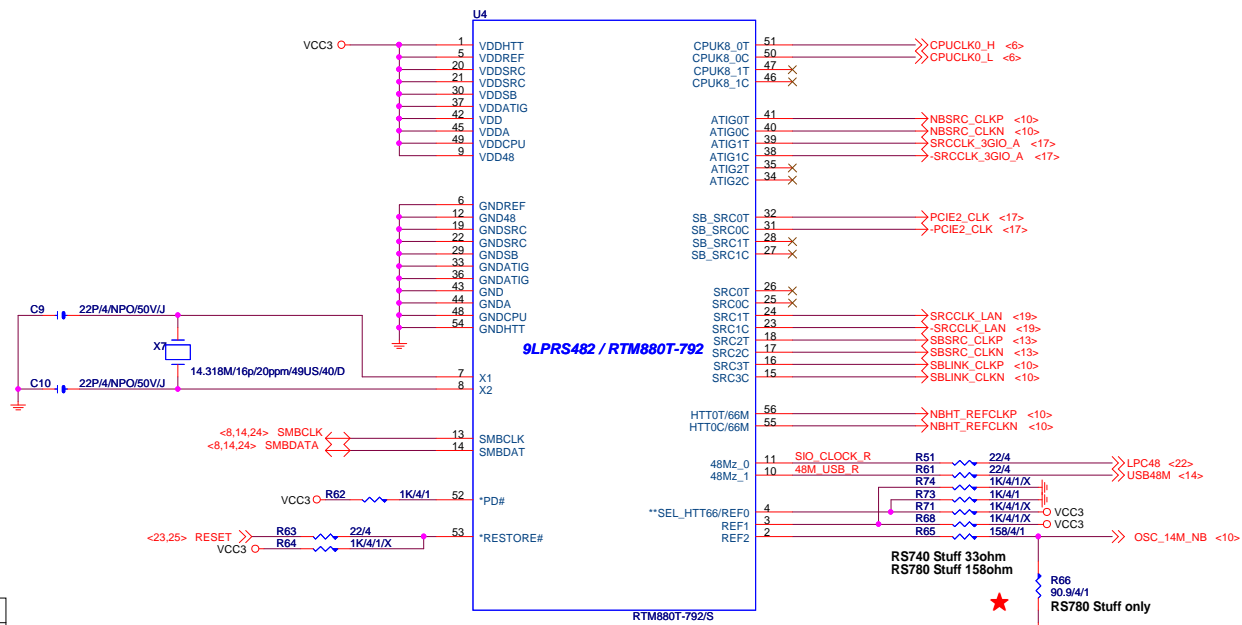 U4
VCC3 1 VDDHTT CPUK8_0T 51 CPUCLK0_H <6>
5 VDDREF CPUK8_0C 50 CPUCLK0_L <6>
20 VDDSRC CPUK8_1T 47
21 VDDSRC CPUK8_1C 46
30 VDDSB
37 VDDATIG
42 VDD ATIG0T 41 NBSRC_CLKP <10>
45 VDDA ATIG0C 40 NBSRC_CLKN <10>
49 VDDCPU ATIG1T 39 SRCCLK_3GIO_A <17>
9 VDD48 ATIG1C 38 -SRCCLK_3GIO_A <17>
ATIG2T 35
ATIG2C 34
6 GNDREF
12 GND48 SB_SRC0T 32 PCIE2_CLK <17>
19 GNDSRC SB_SRC0C 31 -PCIE2_CLK <17>
22 GNDSRC SB_SRC1T 28
29 GNDSB SB_SRC1C 27
33 GNDATIG
36 GNDATIG
43 GND SRC0T 26
44 GNDA SRC0C 25
48 GNDCPU SRC1T 24 SRCCLK_LAN <19>
54 GNDHTT SRC1C 23 -SRCCLK_LAN <19>
SRC2T 18 SBSRC_CLKP <13>
SRC2C 17 SBSRC_CLKN <13>
SRC3T 16 SBLINK_CLKP <10>
SRC3C 15 SBLINK_CLKN <10>
9LPRS482 / RTM880T-792
C9 22P/4/NPO/50V/J
X7
14.318M/16p/20ppm/49US/40/D
7 X1
C10 22P/4/NPO/50V/J 8 X2
HTT0T/66M 56 NBHT_REFCLKP <10>
HTT0C/66M 55 NBHT_REFCLKN <10>
<8,14,24> SMBCLK 13 SMBCLK
<8,14,24> SMBDATA 14 SMBDAT
48Mz_0 11 SIO_CLOCK_R R51 22/4 LPC48 <22>
48Mz_1 10 48M_USB_R R61 22/4 USB48M <14>
R74 1K/4/1/X
R73 1K/4/1
VCC3 R62 1K/4/1 52 *PD#
**SEL_HTT66/REF0 4 R71 1K/4/1/X VCC3
REF1 3 R68 1K/4/1/X VCC3
REF2 2 R65 158/4/1 OSC_14M_NB <10>
<23,25> RESET R63 22/4 53 *RESTORE#
VCC3 R64 1K/4/1/X
RS740 Stuff 33ohm
RS780 Stuff 158ohm
R66
90.9/4/1
RS780 Stuff only
RTM880T-792/S